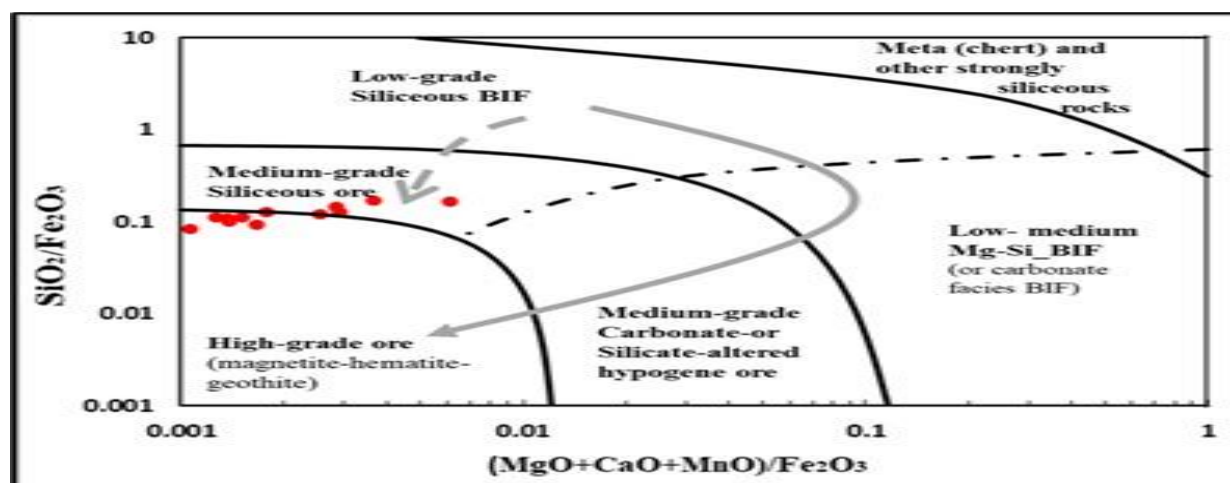 10
1
0.1
0.01
0.001
SiO₂/Fe₂O₃
Low-grade
Siliceous BIF
Meta (chert) and
other strongly
siliceous
rocks
Medium-grade
Siliceous ore
Low- medium
Mg-Si_BIF
(or carbonate
facies BIF)
High-grade ore
(magnetite-hematite-
geothite)
Medium-grade
Carbonate-or
Silicate-altered
hypogene ore
0.001
0.01
0.1
1
(MgO+CaO+MnO)/Fe₂O₃